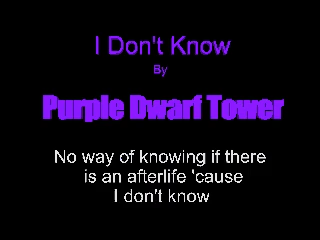 I Don't Know
By
Purple Dwarf Tower
No way of knowing if there
is an afterlife 'cause
I don't know